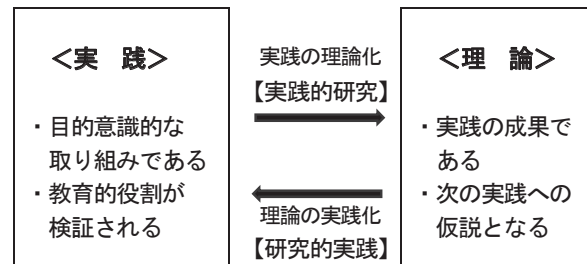 ＜実　践＞
・目的意識的な
取り組みである
・教育的役割が
検証される
実践の理論化
【実践的研究】
理論の実践化
【研究的実践】
＜理　論＞
・実践の成果で
ある
・次の実践への
仮説となる